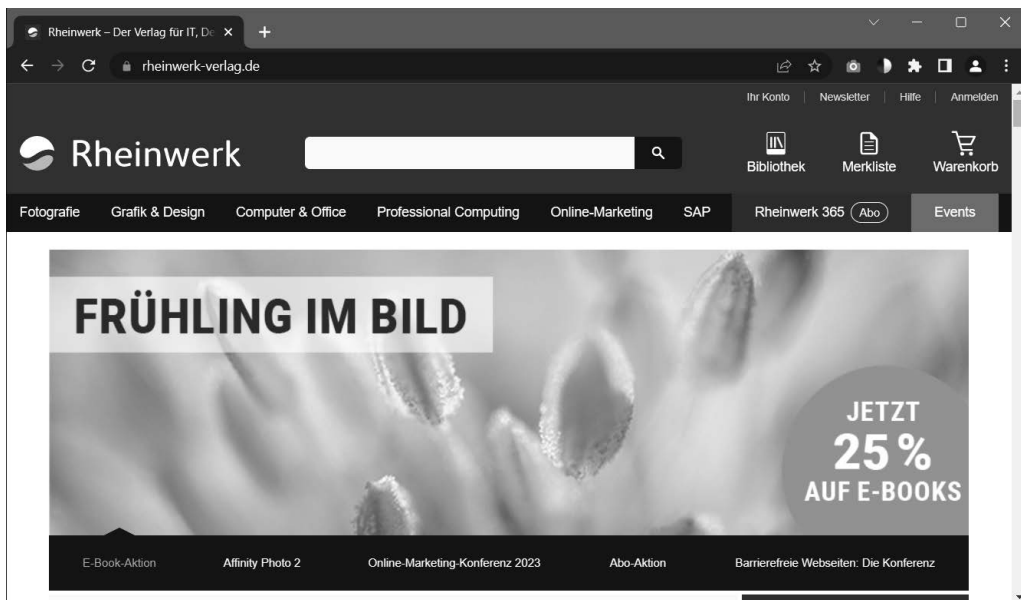 Rheinwerk – Der Verlag für IT, De
rheinwerk-verlag.de
Ihr Konto | Newsletter | Hilfe | Anmelden
Rheinwerk
Bibliothek Merkliste Warenkorb
Fotografie Grafik & Design Computer & Office Professional Computing Online-Marketing SAP Rheinwerk 365 Abo Events
FRÜHLING IM BILD
JETZT
25 %
AUF E-BOOKS
E-Book-Aktion Affinity Photo 2 Online-Marketing-Konferenz 2023 Abo-Aktion Barrierefreie Webseiten: Die Konferenz